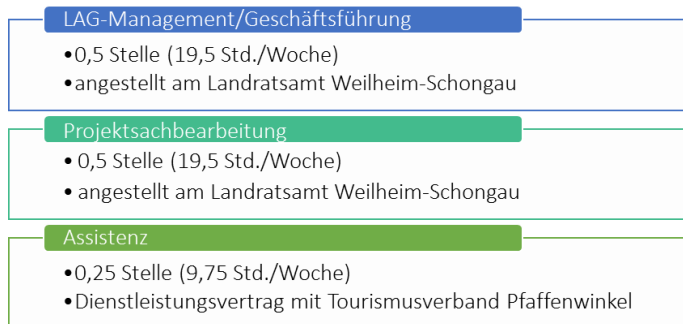 LAG-Management/Geschäftsführung
•0,5 Stelle (19,5 Std./Woche)
•angestellt am Landratsamt Weilheim-Schongau
Projektsachbearbeitung
• 0,5 Stelle (19,5 Std./Woche)
• angestellt am Landratsamt Weilheim-Schongau
Assistenz
•0,25 Stelle (9,75 Std./Woche)
•Dienstleistungsvertrag mit Tourismusverband Pfaffenwinkel